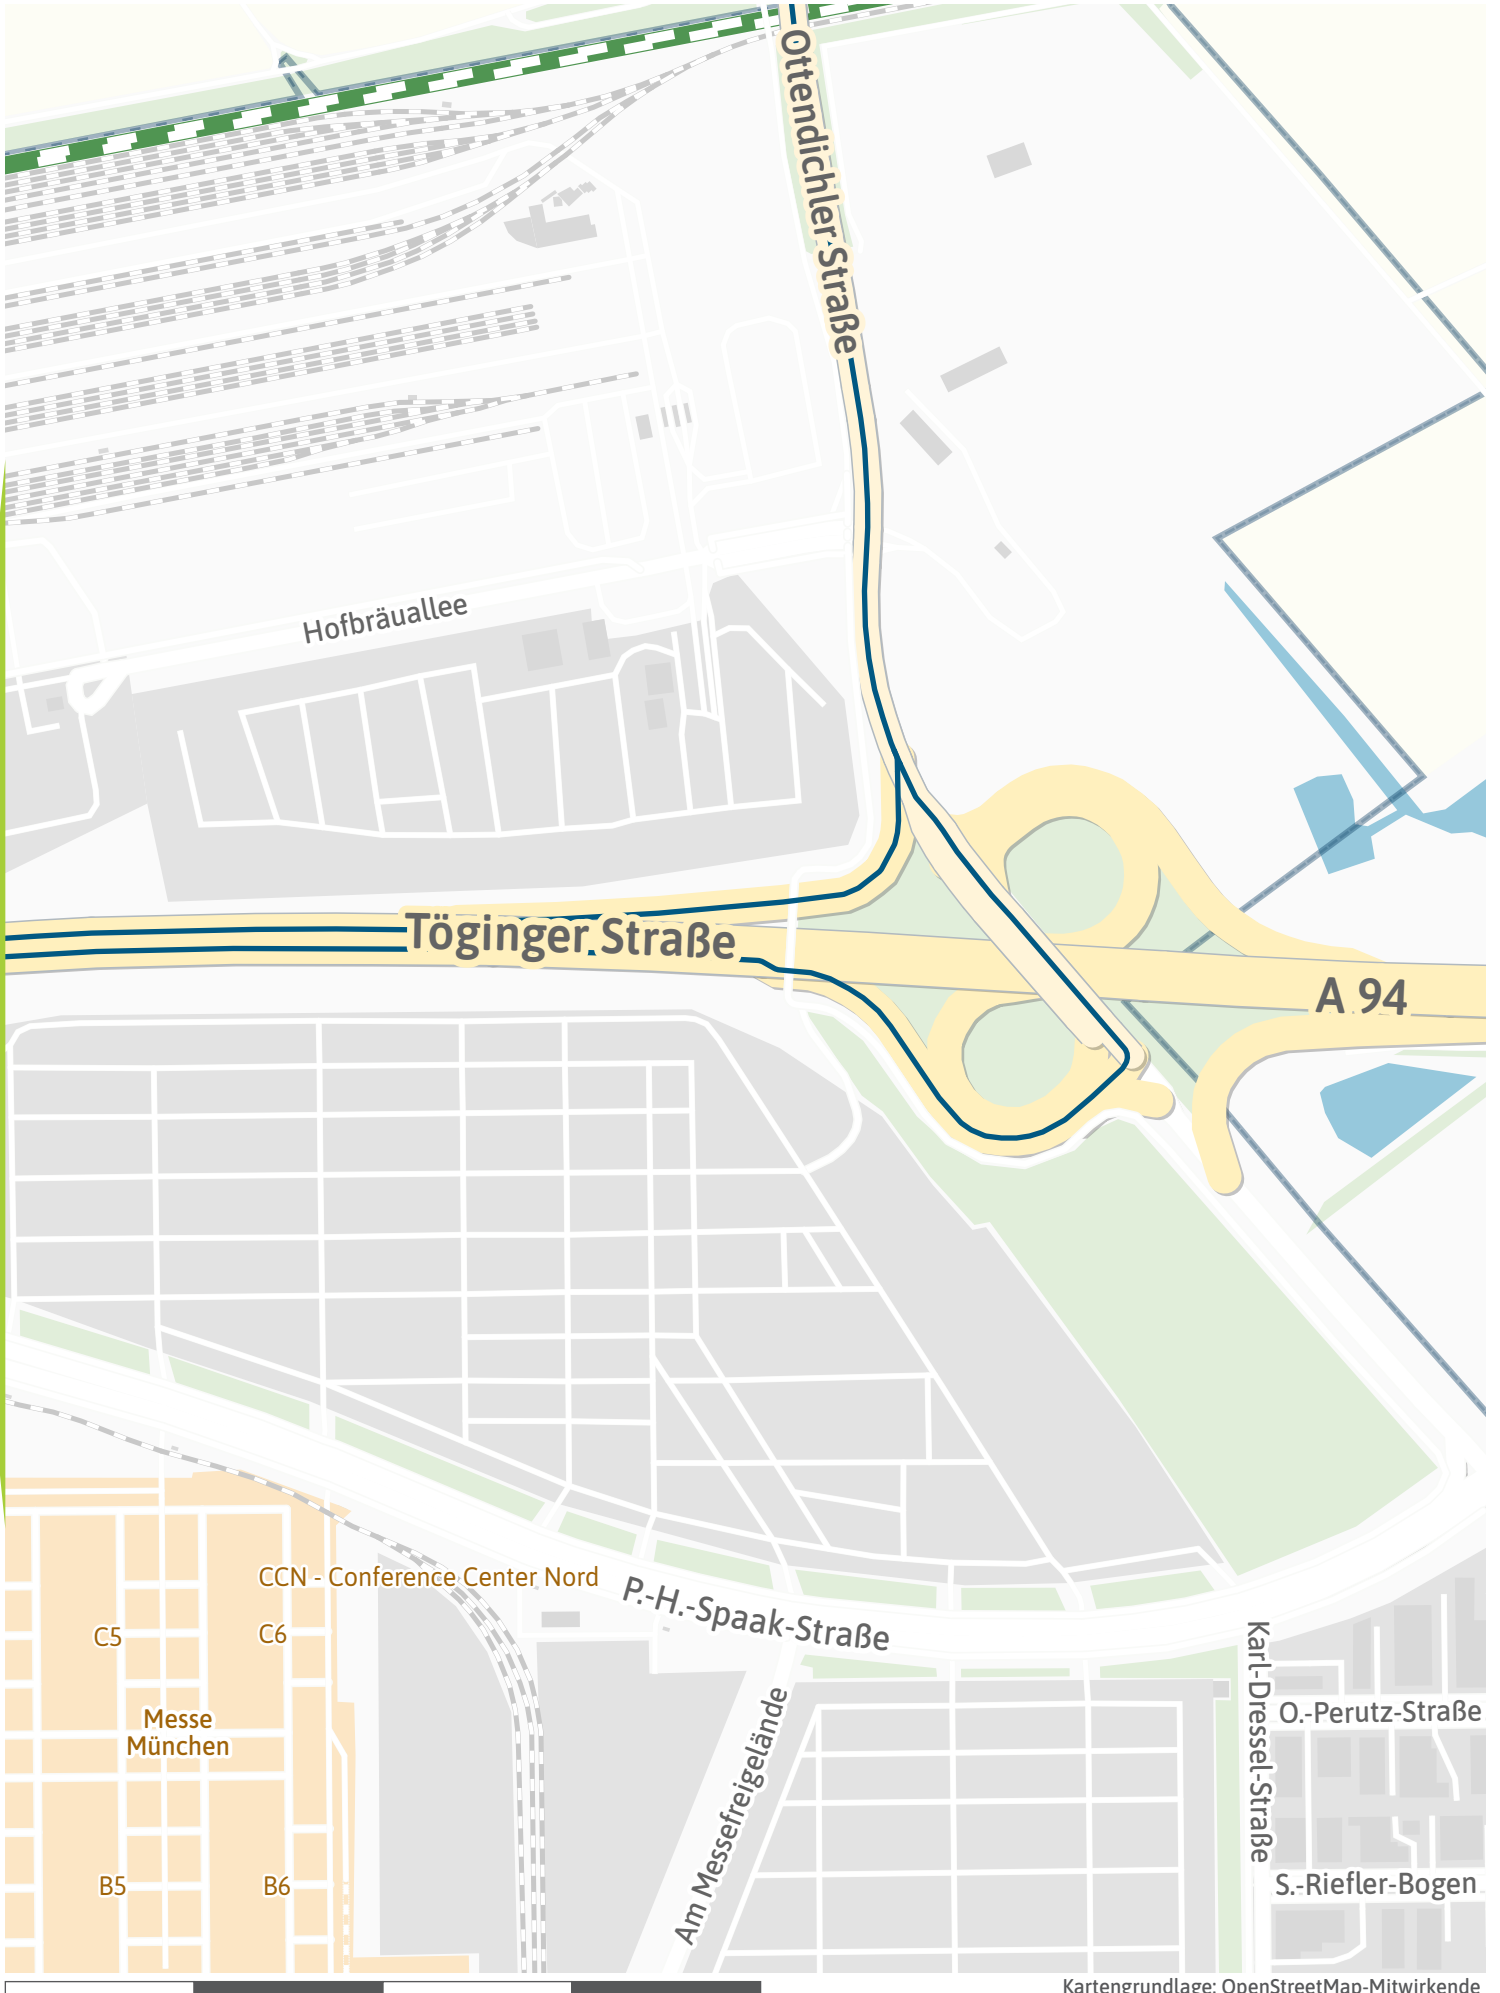 Ottendichler Straße
Hofbräuallee
Töginger Straße
A 94
CCN - Conference Center Nord
P.-H.-Spaak-Straße
C5
C6
Karl-Dressel-Straße
Am Messefreigelände
O.-Perutz-Straße
Messe
München
B5
B6
S.-Riefler-Bogen
Kartengrundlage: OpenStreetMap-Mitwirkende